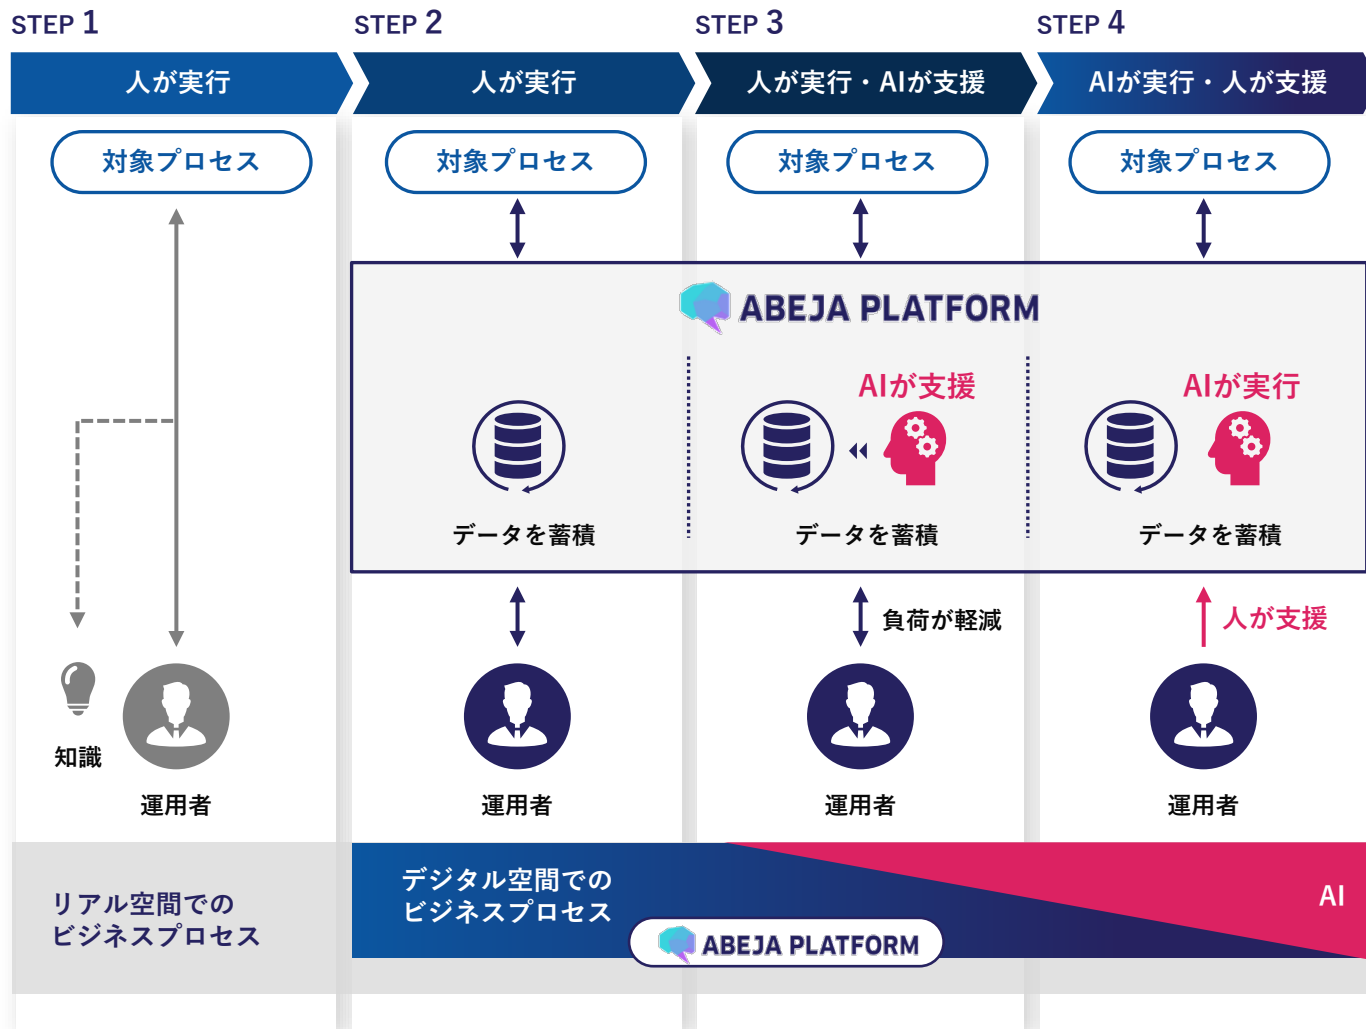 STEP 1
STEP 2
STEP 3
STEP 4
人が実行
人が実行
人が実行・AIが支援
AIが実行・人が支援
対象プロセス
対象プロセス
対象プロセス
対象プロセス
ABEJA PLATFORM
AIが支援
AIが実行
データを蓄積
データを蓄積
データを蓄積
負荷が軽減
人が支援
知識
運用者
運用者
運用者
運用者
リアル空間での
ビジネスプロセス
デジタル空間での
ビジネスプロセス
AI
ABEJA PLATFORM